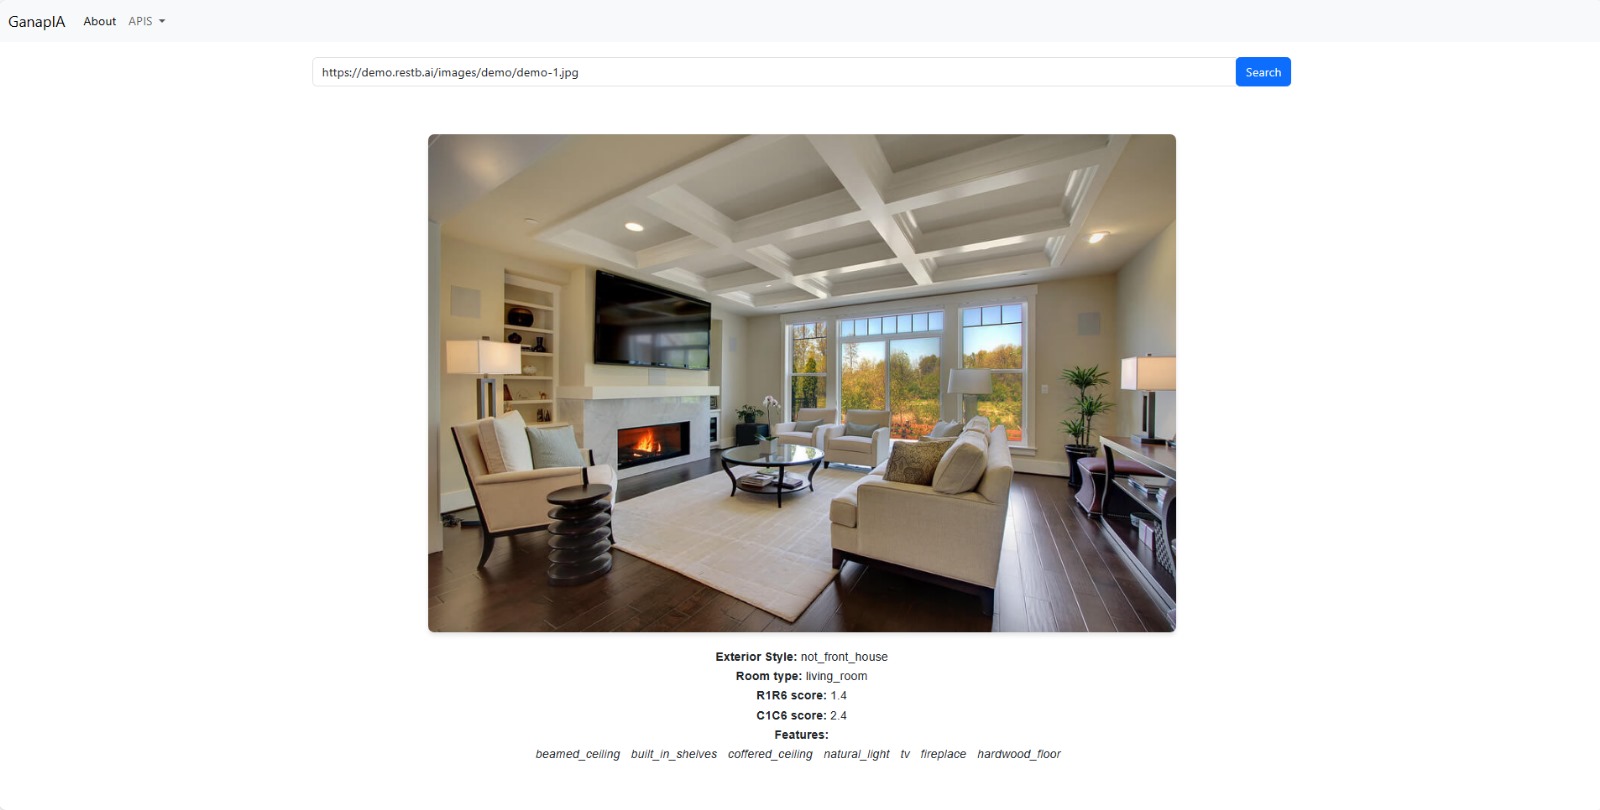 GanapIA About APIS
https://demo.restb.ai/images/demo/demo-1.jpg Search
Exterior Style: not_front_house
Room type: living_room
R1R6 score: 1.4
C1C6 score: 2.4
Features:
beamed_ceiling built_in_shelves coffered_ceiling natural_light tv fireplace hardwood_floor